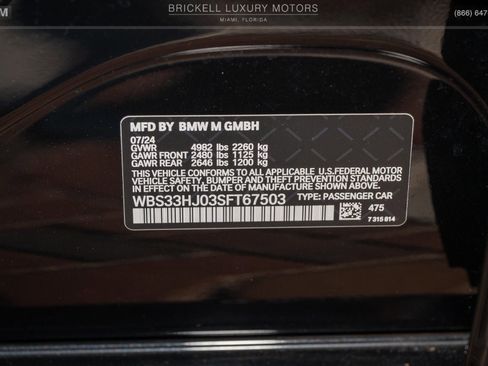 BRICKELL LUXURY MOTORS
MIAMI, FLORIDA
(866) 647
MFD BY BMW M GMBH
07/24
GVWR 4982 lbs 2260 kg
GAWR FRONT 2480 lbs 1125 kg
GAWR REAR 2646 lbs 1200 kg
THIS VEHICLE CONFORMS TO ALL APPLICABLE U.S.FEDERAL MOTOR
VEHICLE SAFETY, BUMPER, AND THEFT PREVENTION STANDARDS
IN EFFECT ON THE DATE OF MANUFACTURE SHOWN ABOVE.
WBS33HJ03SFT67503 TYPE: PASSENGER CAR
475
7 315 814